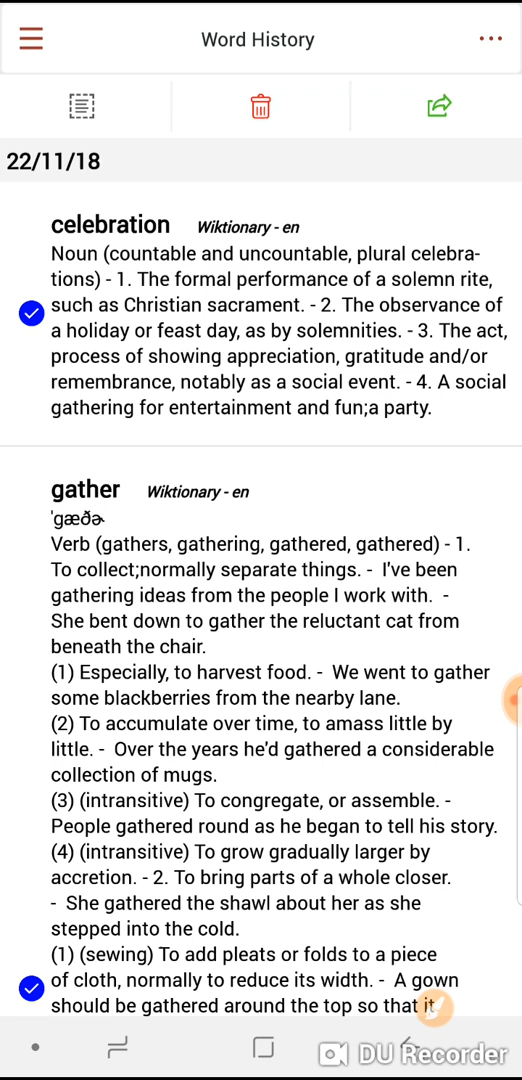 Word History
22/11/18
celebration Wiktionary - en
Noun (countable and uncountable, plural celebra-
tions) - 1. The formal performance of a solemn rite,
such as Christian sacrament. - 2. The observance of
a holiday or feast day, as by solemnities. - 3. The act,
process of showing appreciation, gratitude and/or
remembrance, notably as a social event. - 4. A social
gathering for entertainment and fun;a party.
gather Wiktionary - en
ˈɡæðɚ
Verb (gathers, gathering, gathered, gathered) - 1.
To collect;normally separate things. - I've been
gathering ideas from the people I work with. -
She bent down to gather the reluctant cat from
beneath the chair.
(1) Especially, to harvest food. - We went to gather
some blackberries from the nearby lane.
(2) To accumulate over time, to amass little by
little. - Over the years he'd gathered a considerable
collection of mugs.
(3) (intransitive) To congregate, or assemble. -
People gathered round as he began to tell his story.
(4) (intransitive) To grow gradually larger by
accretion. - 2. To bring parts of a whole closer.
- She gathered the shawl about her as she
stepped into the cold.
(1) (sewing) To add pleats or folds to a piece
of cloth, normally to reduce its width. - A gown
should be gathered around the top so that it
DU Recorder